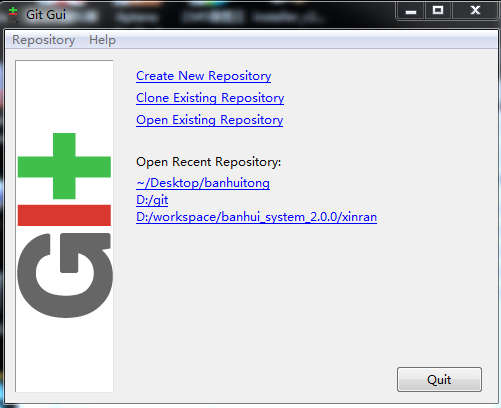 Git Gui
Repository Help
Create New Repository
Clone Existing Repository
Open Existing Repository
Open Recent Repository:
~/Desktop/banhuitong
D:/git
D:/workspace/banhui_system_2.0.0/xinran
Quit